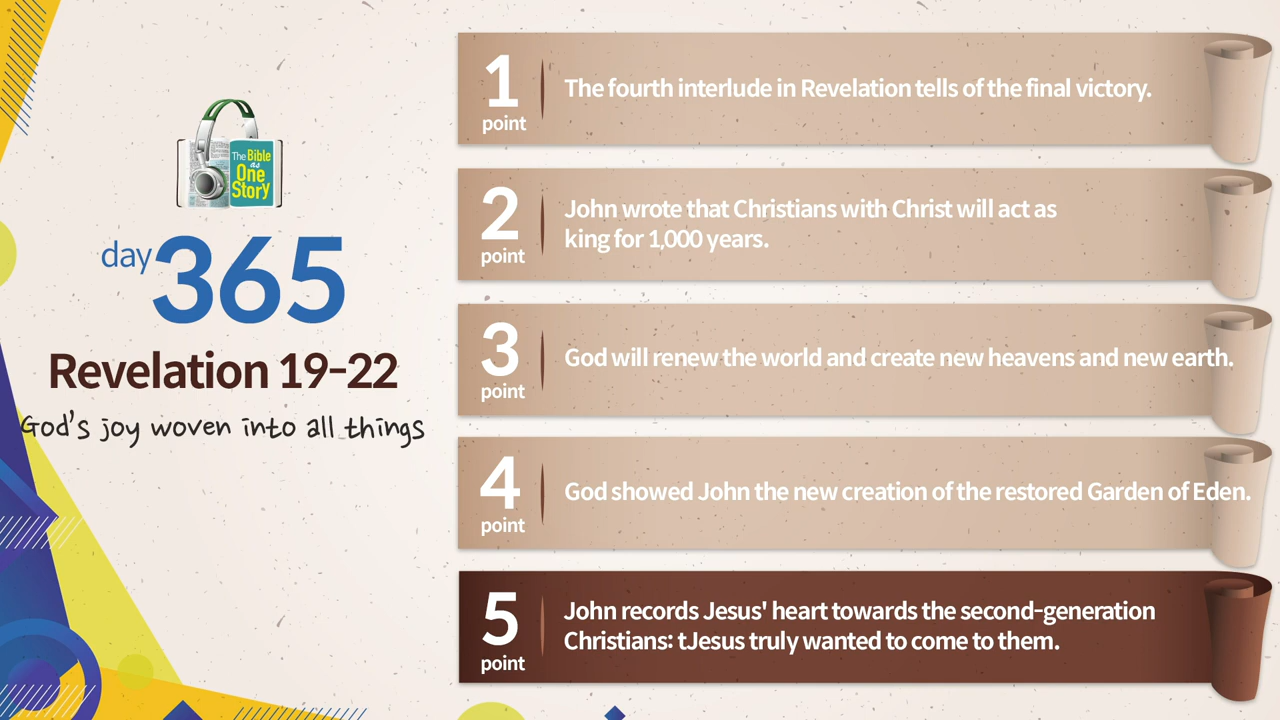 The Bible
as
One
Story
day 365
Revelation 19-22
God's joy woven into all things
1
point
The fourth interlude in Revelation tells of the final victory.
2
point
John wrote that Christians with Christ will act as
king for 1,000 years.
3
point
God will renew the world and create new heavens and new earth.
4
point
God showed John the new creation of the restored Garden of Eden.
5
point
John records Jesus' heart towards the second-generation
Christians: tJesus truly wanted to come to them.